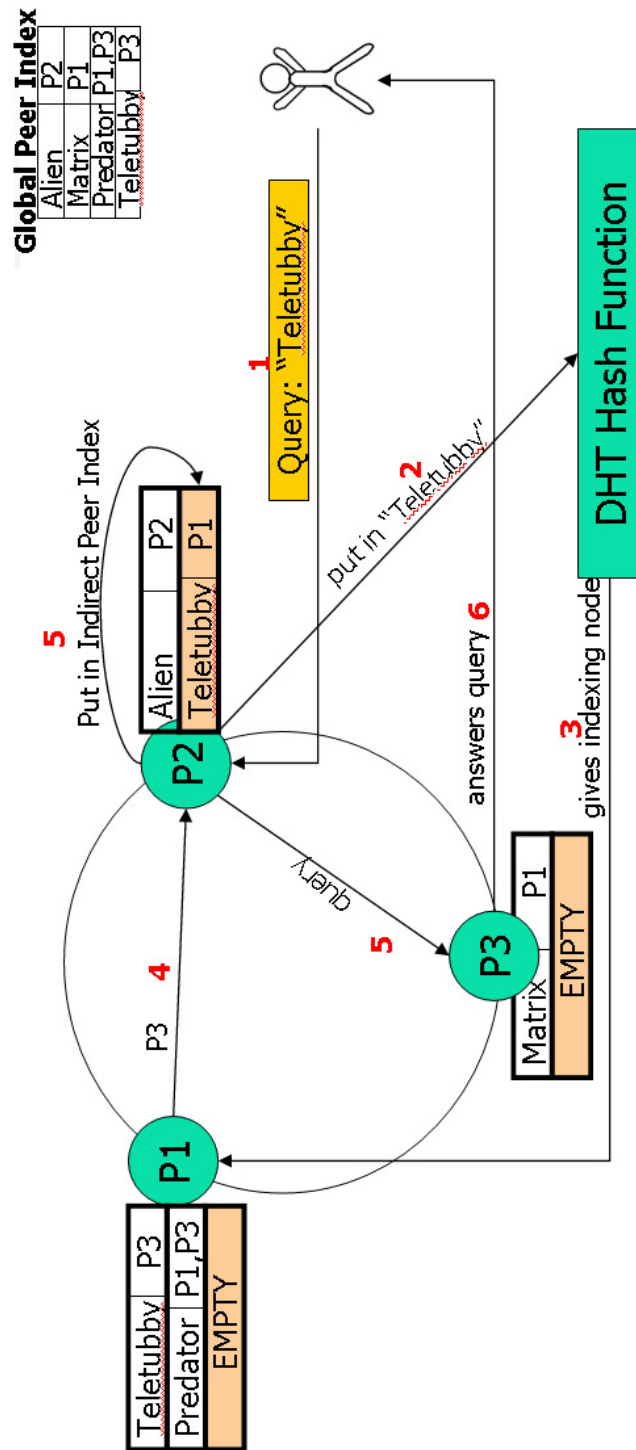 Global Peer Index
Alien P2
Matrix P1
Predator P1,P3
Teletubby P3
5
Put in Indirect Peer Index
Alien P2
Teletubby P1
P2
1
Query: “Teletubby”
4
P3
P1
Teletubby P3
Predator P1,P3
EMPTY
query
5
put in “Teletubby”
2
answers query 6
P3
Matrix P1
EMPTY
3
gives indexing node
DHT Hash Function